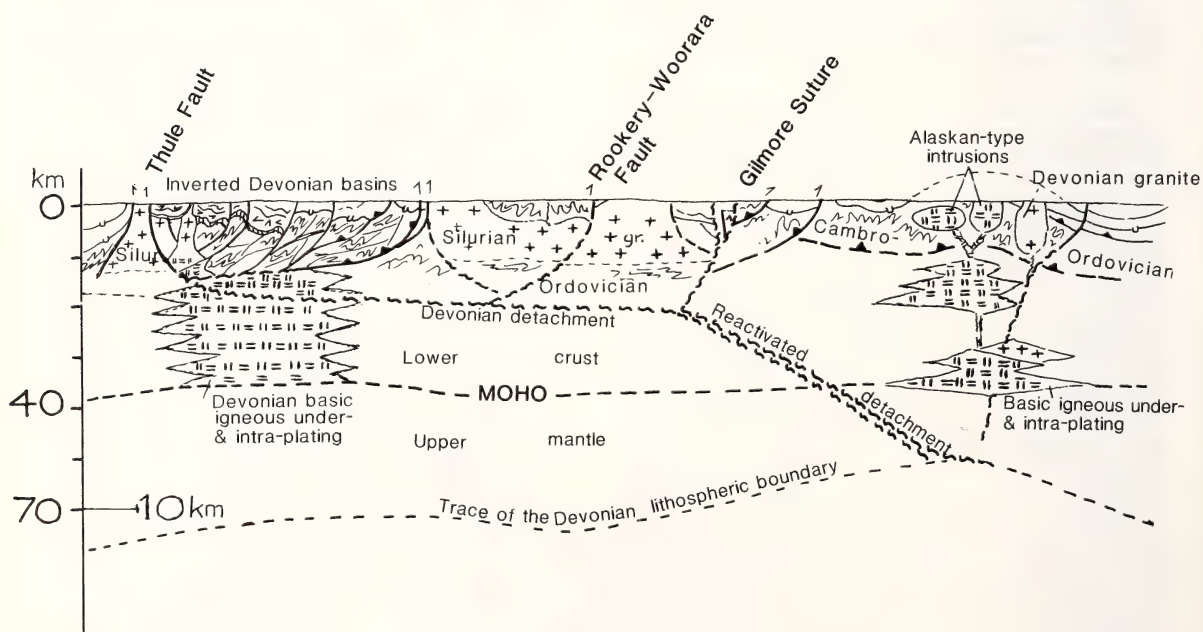 Thule Fault
Rookery-Woorara
Fault
Gilmore Suture
Alaskan-type
intrusions
Devonian granite
km
Inverted Devonian basins
0
Silur
Silurian
gr.
Ordovician
Cambro-
Ordovician
Devonian detachment
Reactivated
detachment
Lower crust
MOHO
40
Devonian basic
igneous under-
& intra-plating
Upper mantle
Basic igneous under-
& intra-plating
70
10km
Trace of the Devonian lithospheric boundary